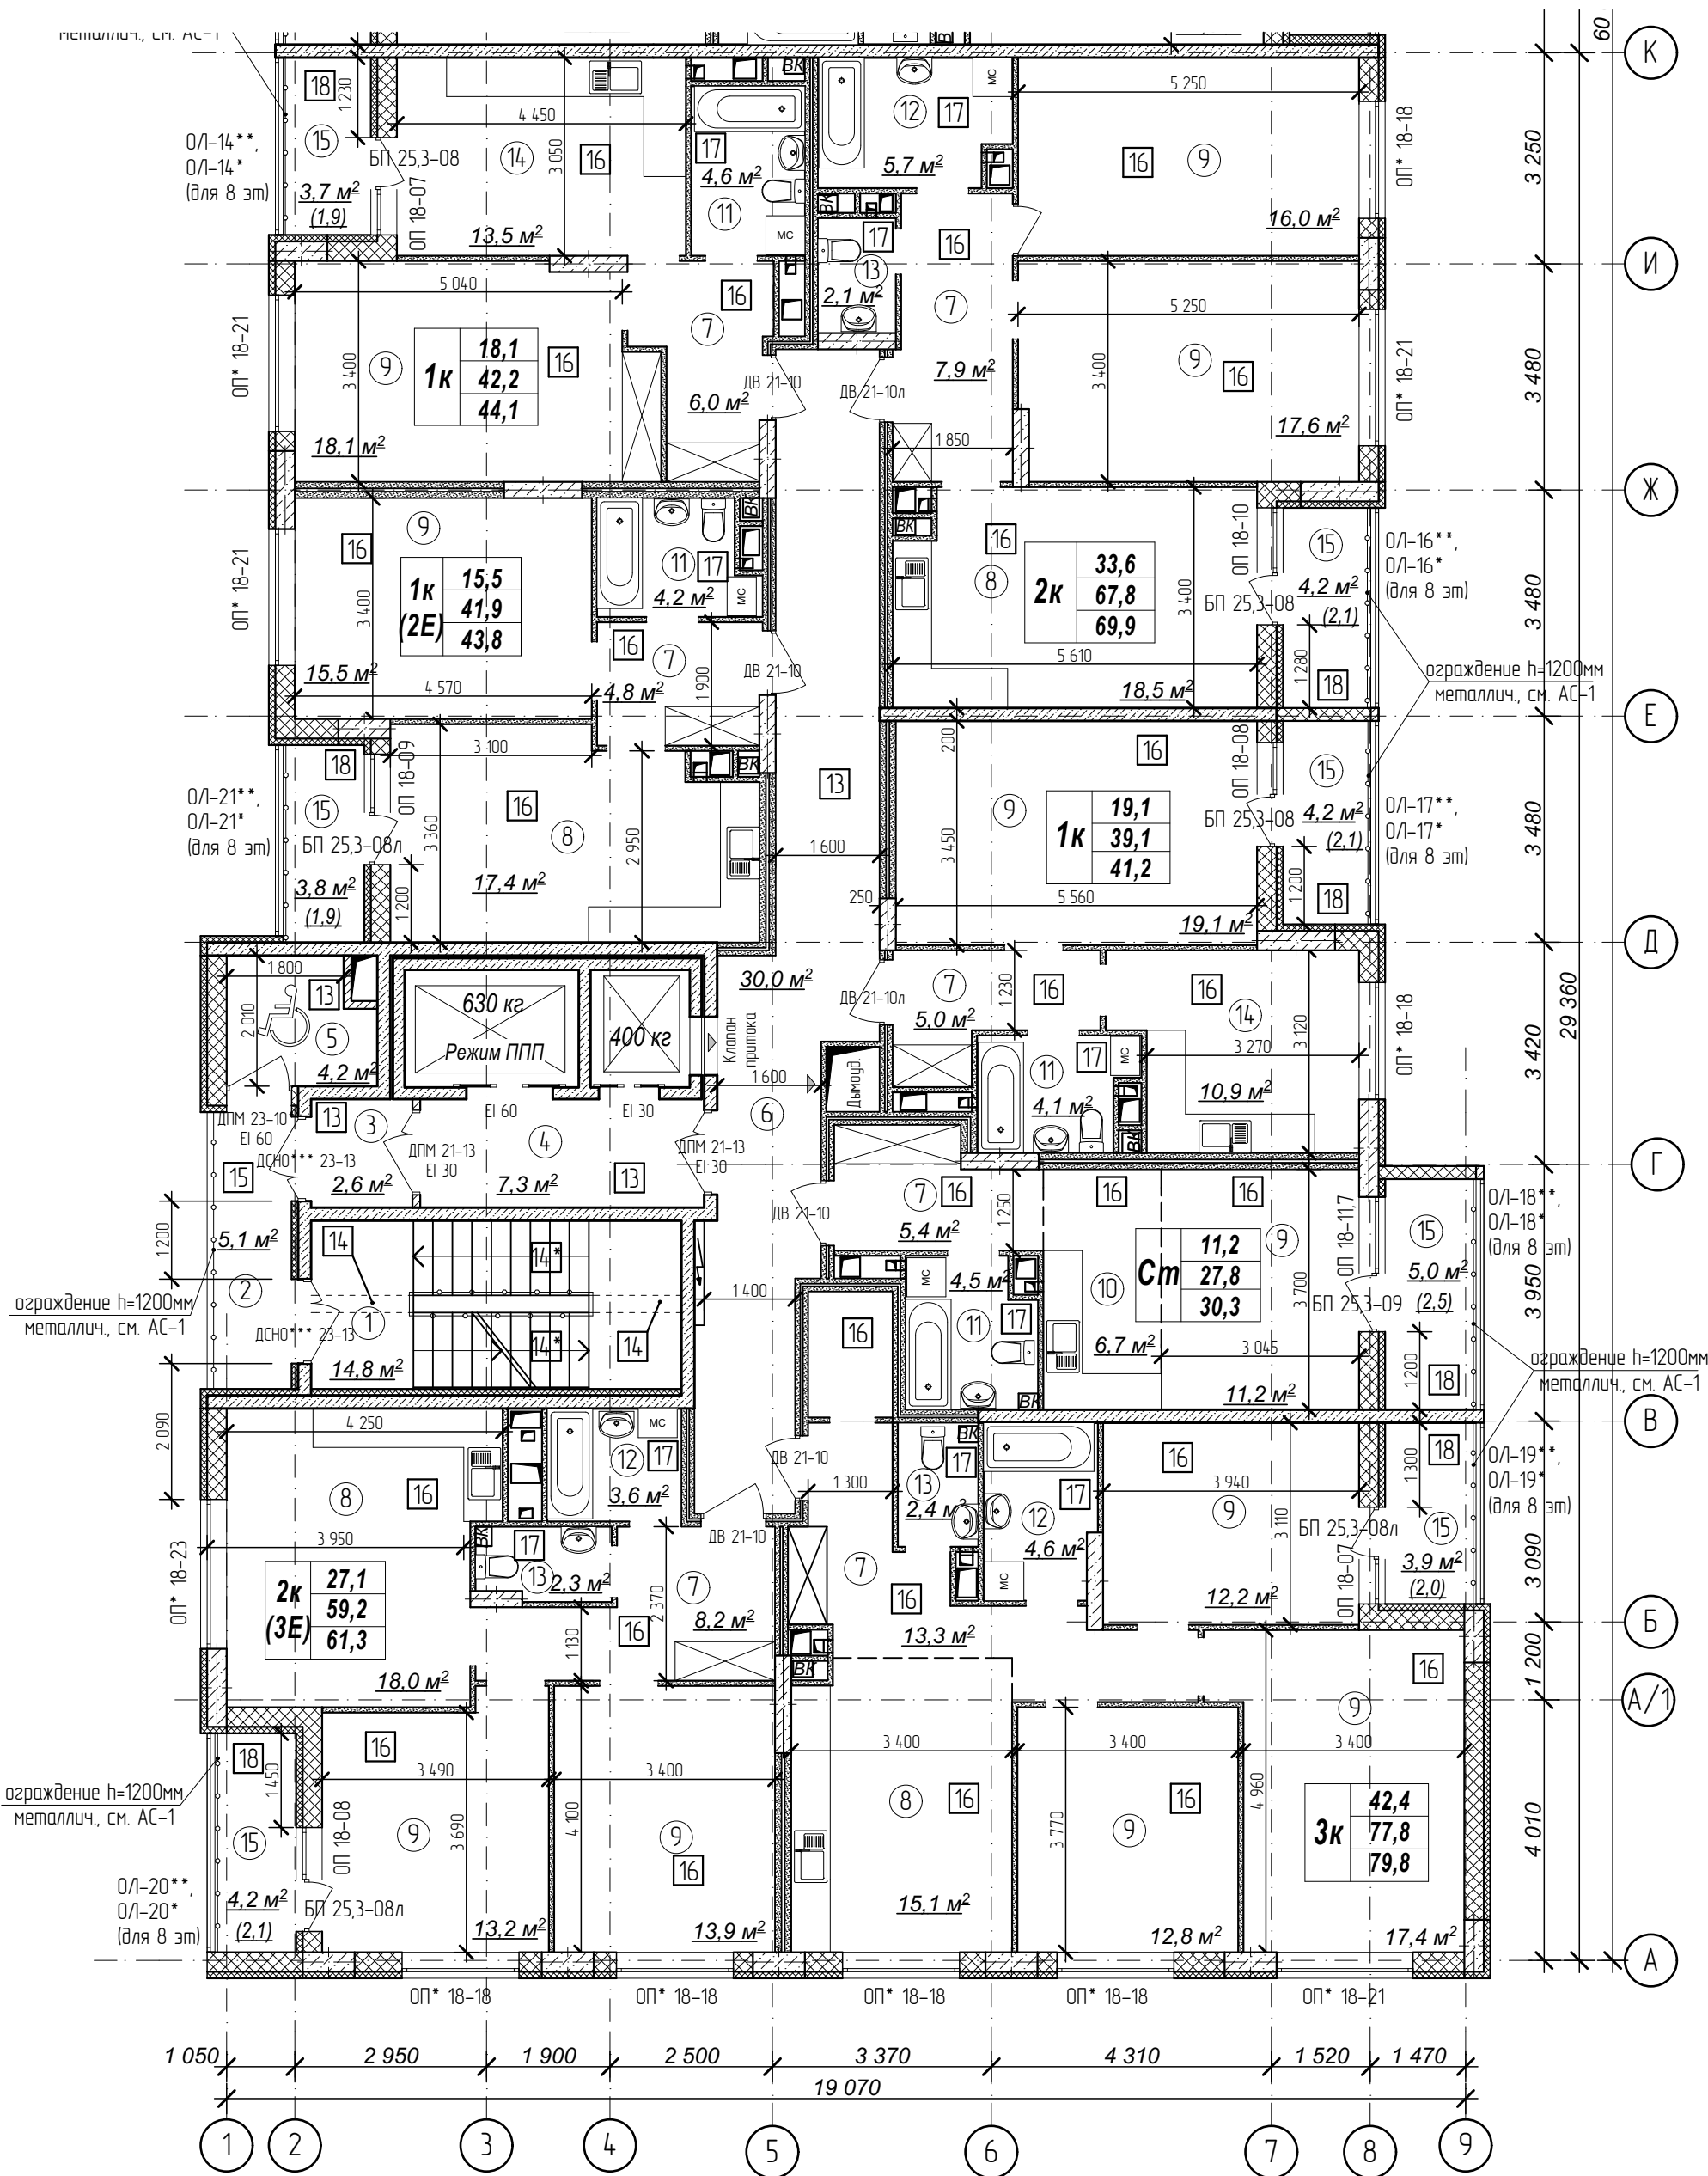 металлич., см. АС-1
60
К
18
1 230
ВК
МС
5 250
ОП* 18-18
4 450
12
17
ОЛ-14**,
ОЛ-14*
(для 8 эт)
15
БП 25,3-08
14
3 050
16
17
4,6 м²
5,7 м²
16
9
3 250
3,7 м²
(1,9)
ОП 18-07
13,5 м²
11
МС
ВК
17
16
16,0 м²
И
5 040
13
2,1 м²
16
7
7
5 250
ОП* 18-21
3 400
9
1к
18,1
42,2
44,1
16
ДВ 21-10
ДВ 21-10л
7,9 м²
3 400
9
16
ОП* 18-21
3 480
6,0 м²
18,1 м²
1 850
17,6 м²
Ж
9
16
ВК
11
17
4,2 м²
МС
ВК
16
8
2к
33,6
67,8
69,9
3 400
ОП 18-10
15
4,2 м²
(2,1)
БП 25,3-08
ОЛ-16**,
ОЛ-16*
(для 8 эт)
ОП* 18-21
3 400
1к
(2Е)
15,5
41,9
43,8
16
7
1 900
ДВ 21-10
5 610
1 280
18
3 480
ограждение h=1200мм
металлич., см. АС-1
15,5 м²
4 570
4,8 м²
18,5 м²
Е
3 100
18
ОП 18-09
ВК
200
16
ОП 18-08
15
ОЛ-21**,
ОЛ-21*
(для 8 эт)
15
БП 25,3-08л
16
8
3 360
2 950
13
9
1к
19,1
39,1
41,2
БП 25,3-08
4,2 м²
(2,1)
ОЛ-17**,
ОЛ-17*
(для 8 эт)
3 480
1 600
3 450
3,8 м²
(1,9)
1 200
17,4 м²
250
5 560
1 200
18
19,1 м²
Д
1 800
13
2 010
5
4,2 м²
630 кг
Режим ППП
400 кг
30,0 м²
Клапан
притока
ДВ 21-10л
7
5,0 м²
1 230
16
16
14
ОП* 18-18
3 420
29 360
1 600
Дымоуд.
11
17
МС
3 270
3 120
EI 60
EI 30
6
4,1 м²
ВК
10,9 м²
ДПМ 23-10
EI 60
13
3
ДПМ 21-13
EI 30
4
ДПМ 21-13
EI 30
ДСНО*** 23-13
15
2,6 м²
7,3 м²
13
Г
ДВ 21-10
7
16
5,4 м²
1 250
16
16
ОП 18-11,7
ОЛ-18**,
ОЛ-18*
(для 8 эт)
1200
5,1 м²
14
14*
Ст
11,2
27,8
30,3
9
15
5,0 м²
(2,5)
3 700
БП 25,3-09
3 950
2
ограждение h=1200мм
металлич., см. АС-1
1
ДСНО*** 23-13
14*
14
1 400
МС
4,5 м²
17
11
10
6,7 м²
3 045
16
14,8 м²
ВК
11,2 м²
1200
18
ограждение h=1200мм
металлич., см. АС-1
В
2 090
4 250
МС
12
17
ДВ 21-10
ВК
17
16
18
1 300
ОЛ-19**,
ОЛ-19*
(для 8 эт)
8
16
3,6 м²
1 300
13
2,4 м²
17
12
3 940
9
3 110
15
3 950
ВК
17
ДВ 21-10
4,6 м²
МС
БП 25,3-08л
3,9 м²
(2,0)
3 090
ОП* 18-23
2к
(3Е)
27,1
59,2
61,3
13
2,3 м²
7
2 370
7
16
12,2 м²
ОП 18-07
Б
8,2 м²
16
1 130
13,3 м²
ВК
16
1 200
18,0 м²
9
А/1
18
1 450
16
3 490
3 400
3 400
3 400
3 400
ограждение h=1200мм
металлич., см. АС-1
15
ОП 18-08
9
3 690
4 100
9
16
8
16
3 770
9
16
4 960
3к
42,4
77,8
79,8
4 010
ОЛ-20**,
ОЛ-20*
(для 8 эт)
4,2 м²
(2,1)
БП 25,3-08л
13,2 м²
13,9 м²
15,1 м²
12,8 м²
17,4 м²
А
ОП* 18-18
ОП* 18-18
ОП* 18-18
ОП* 18-18
ОП* 18-21
1 050
2 950
1 900
2 500
3 370
4 310
1 520
1 470
19 070
1
2
3
4
5
6
7
8
9